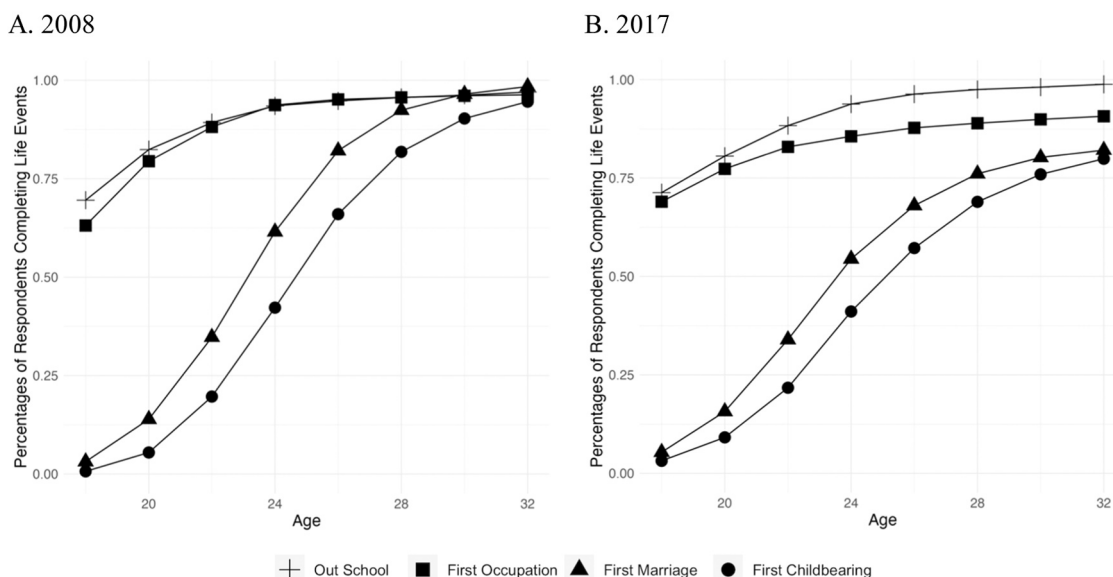 A. 2008
B. 2017
Percentages of Respondents Completing Life Events
1.00
0.75
0.50
0.25
0.00
20 24 28 32
Age
Percentages of Respondents Completing Life Events
1.00
0.75
0.50
0.25
0.00
20 24 28 32
Age
Out School First Occupation First Marriage First Childbearing